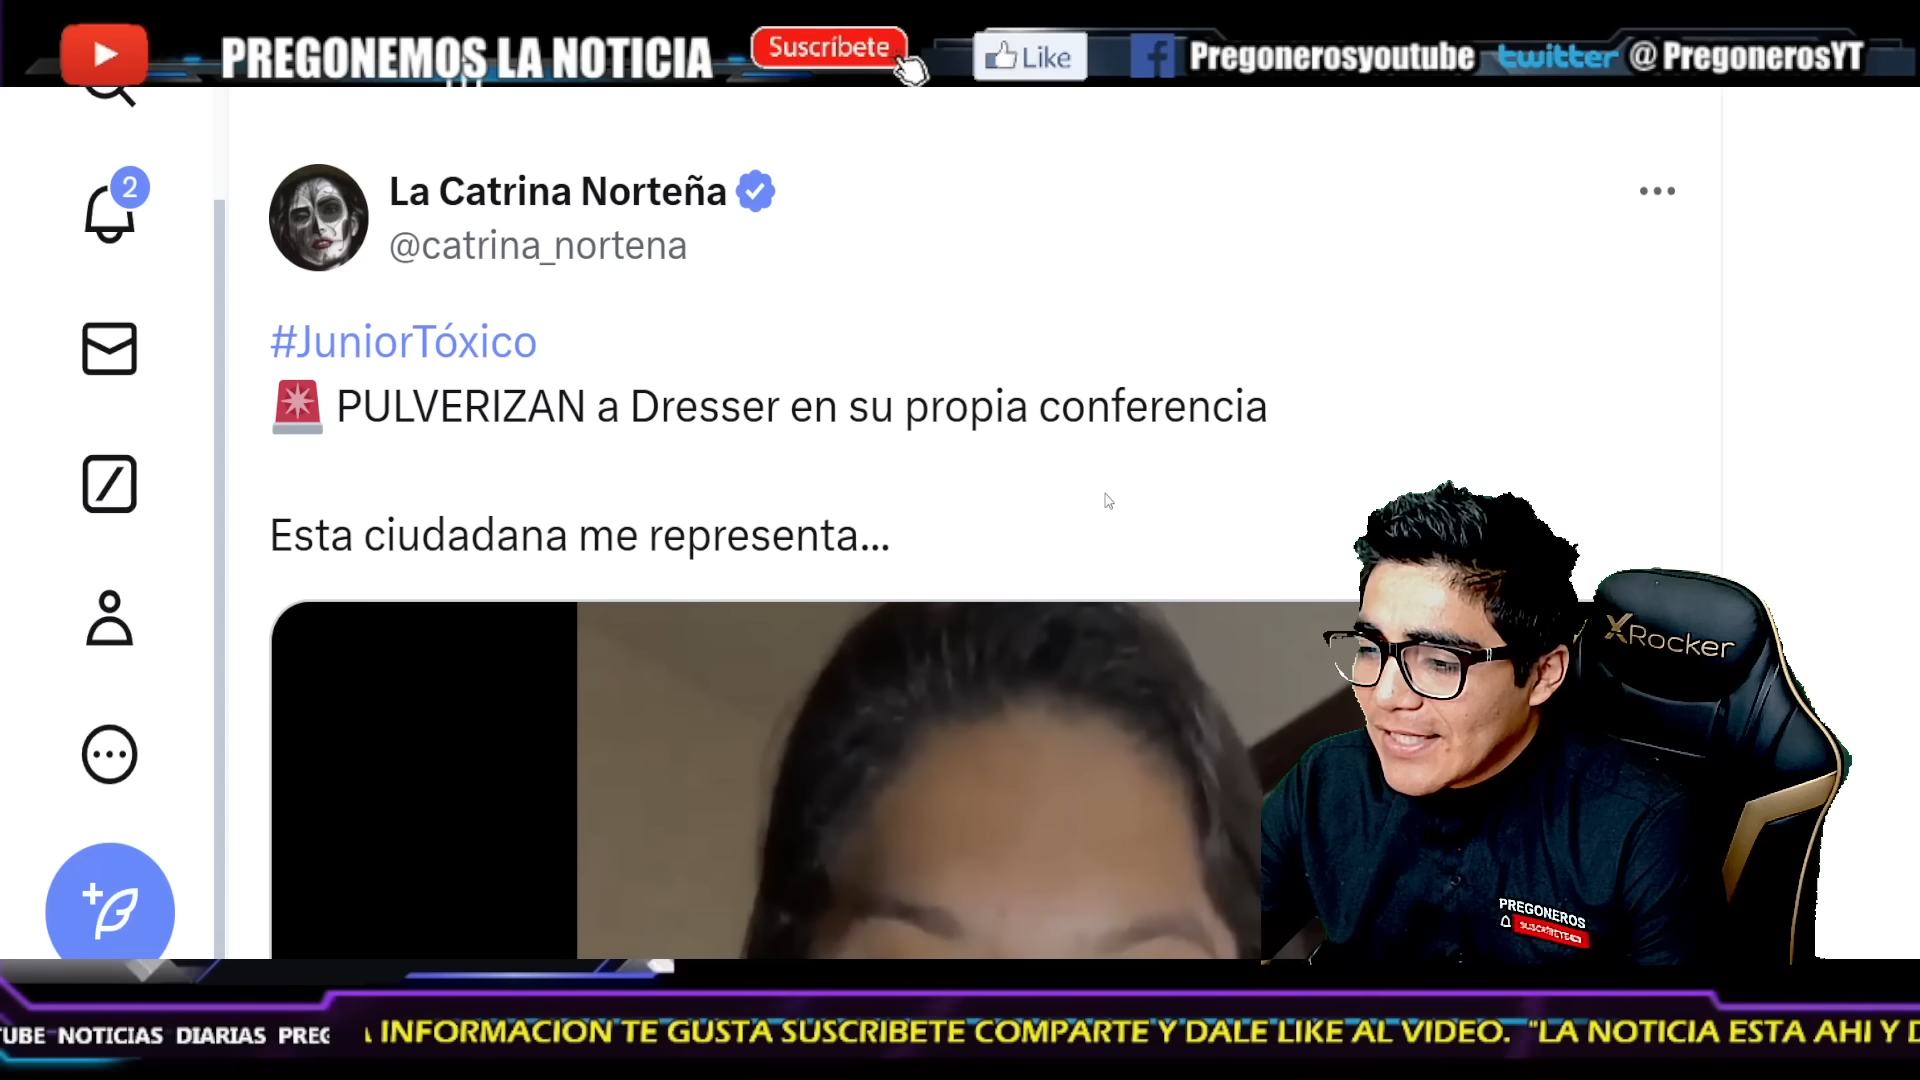 PREGONEMOS LA NOTICIA
Suscríbete
Like
Pregonerosyoutube
twitter @PregonerosYT
2
La Catrina Norteña
@catrina_nortena
#JuniorTóxico
PULVERIZAN a Dresser en su propia conferencia
Esta ciudadana me representa...
XRocker
PREGONEROS
SUSCRÍBETE
NOTICIAS DIARIAS
INFORMACION TE GUSTA SUSCRIBETE COMPARTE Y DALE LIKE AL VIDEO. "LA NOTICIA ESTA AHI Y